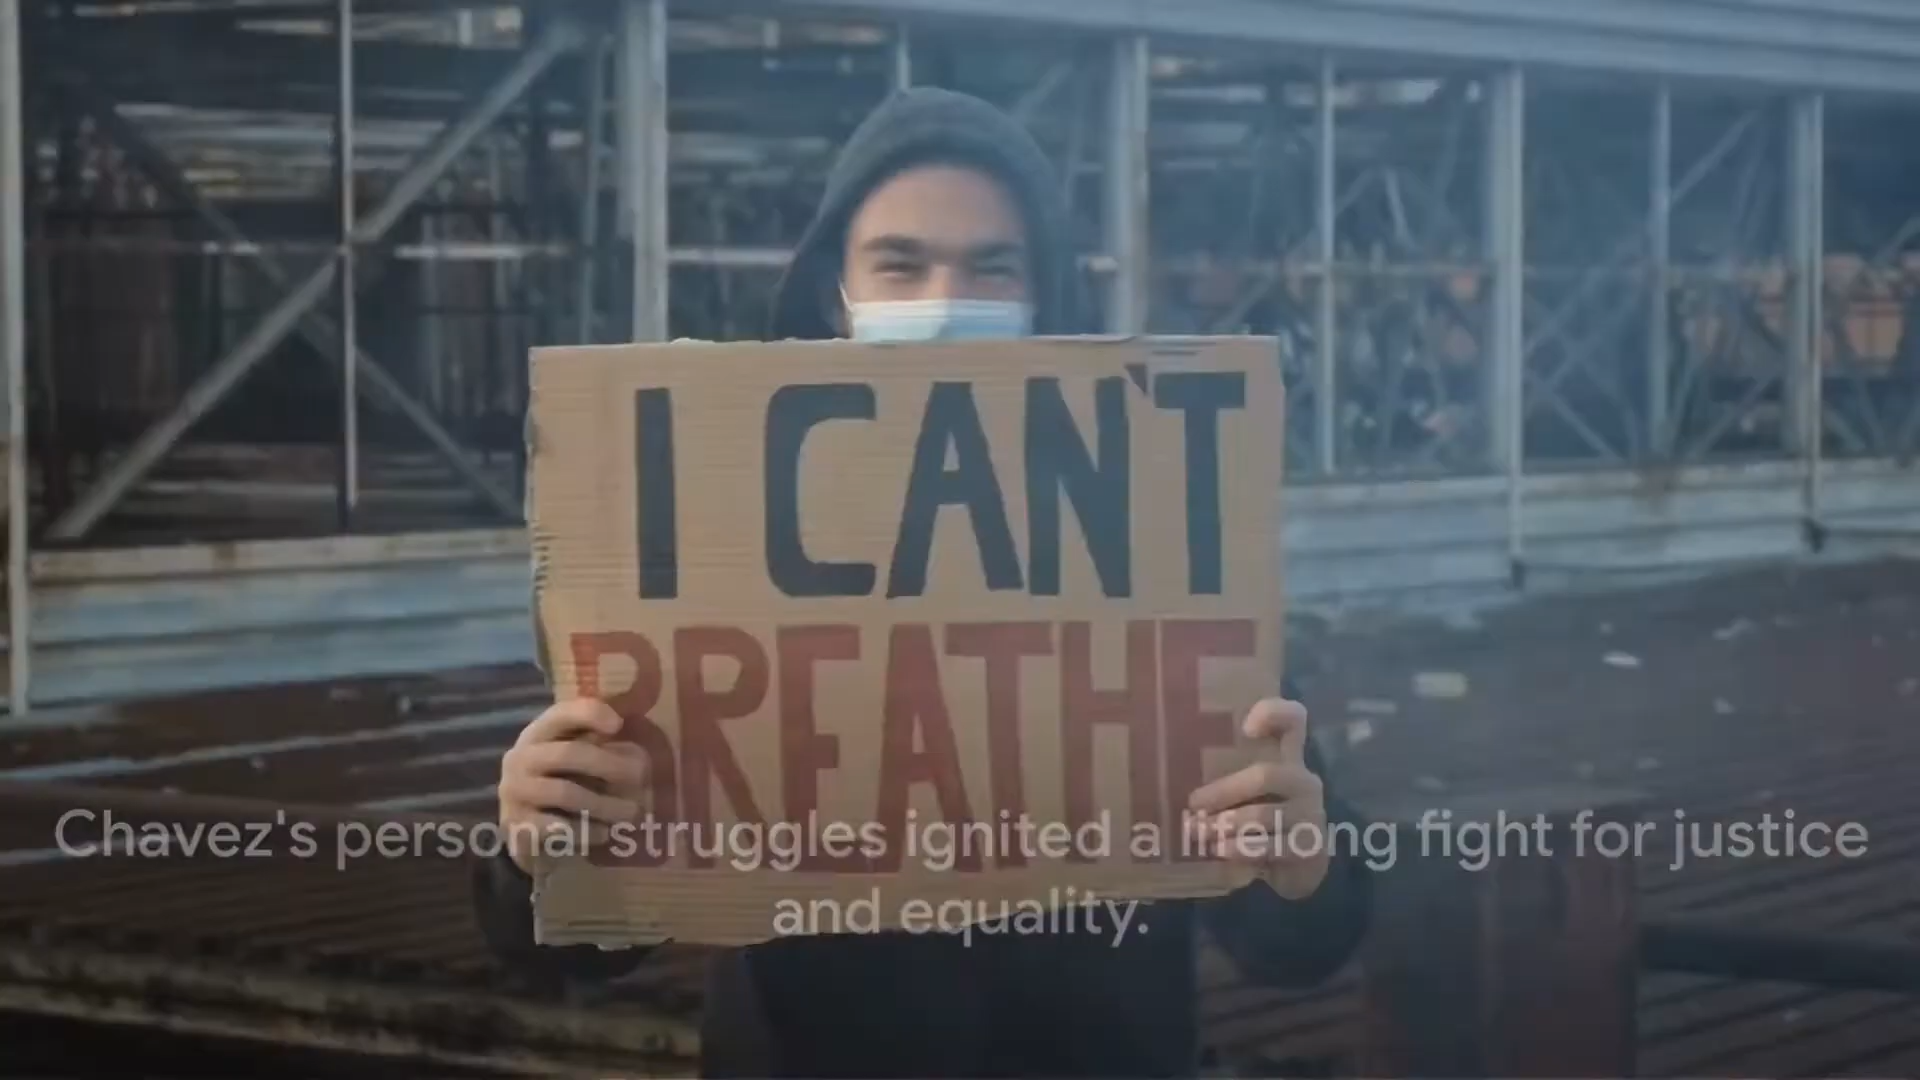 I CAN'T
BREATHE
Chavez's personal struggles ignited a lifelong fight for justice
and equality.